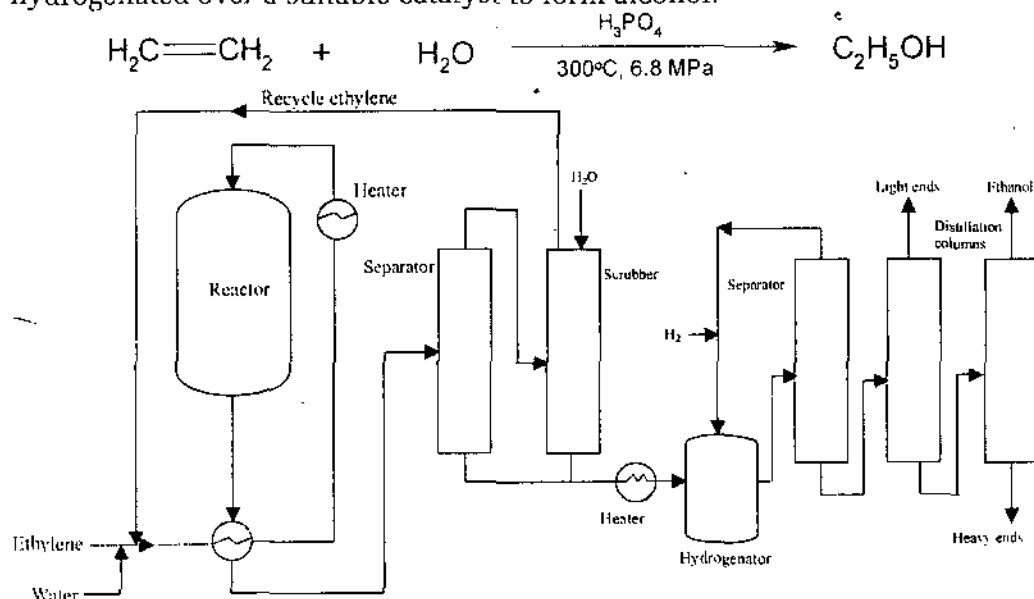 hydrogenated over a suitable catalyst to form alcohol.
H₂C=CH₂ + H₂O → C₂H₅OH
H₃PO₄
300ºC, 6.8 MPa
Recycle ethylene
Heater
H₂O
Light ends
Ethanol
Distillation
columns
Separator
Scrubber
Separator
Reactor
H₂
Heater
Ethylene
Hydrogenator
Heavy ends
Water